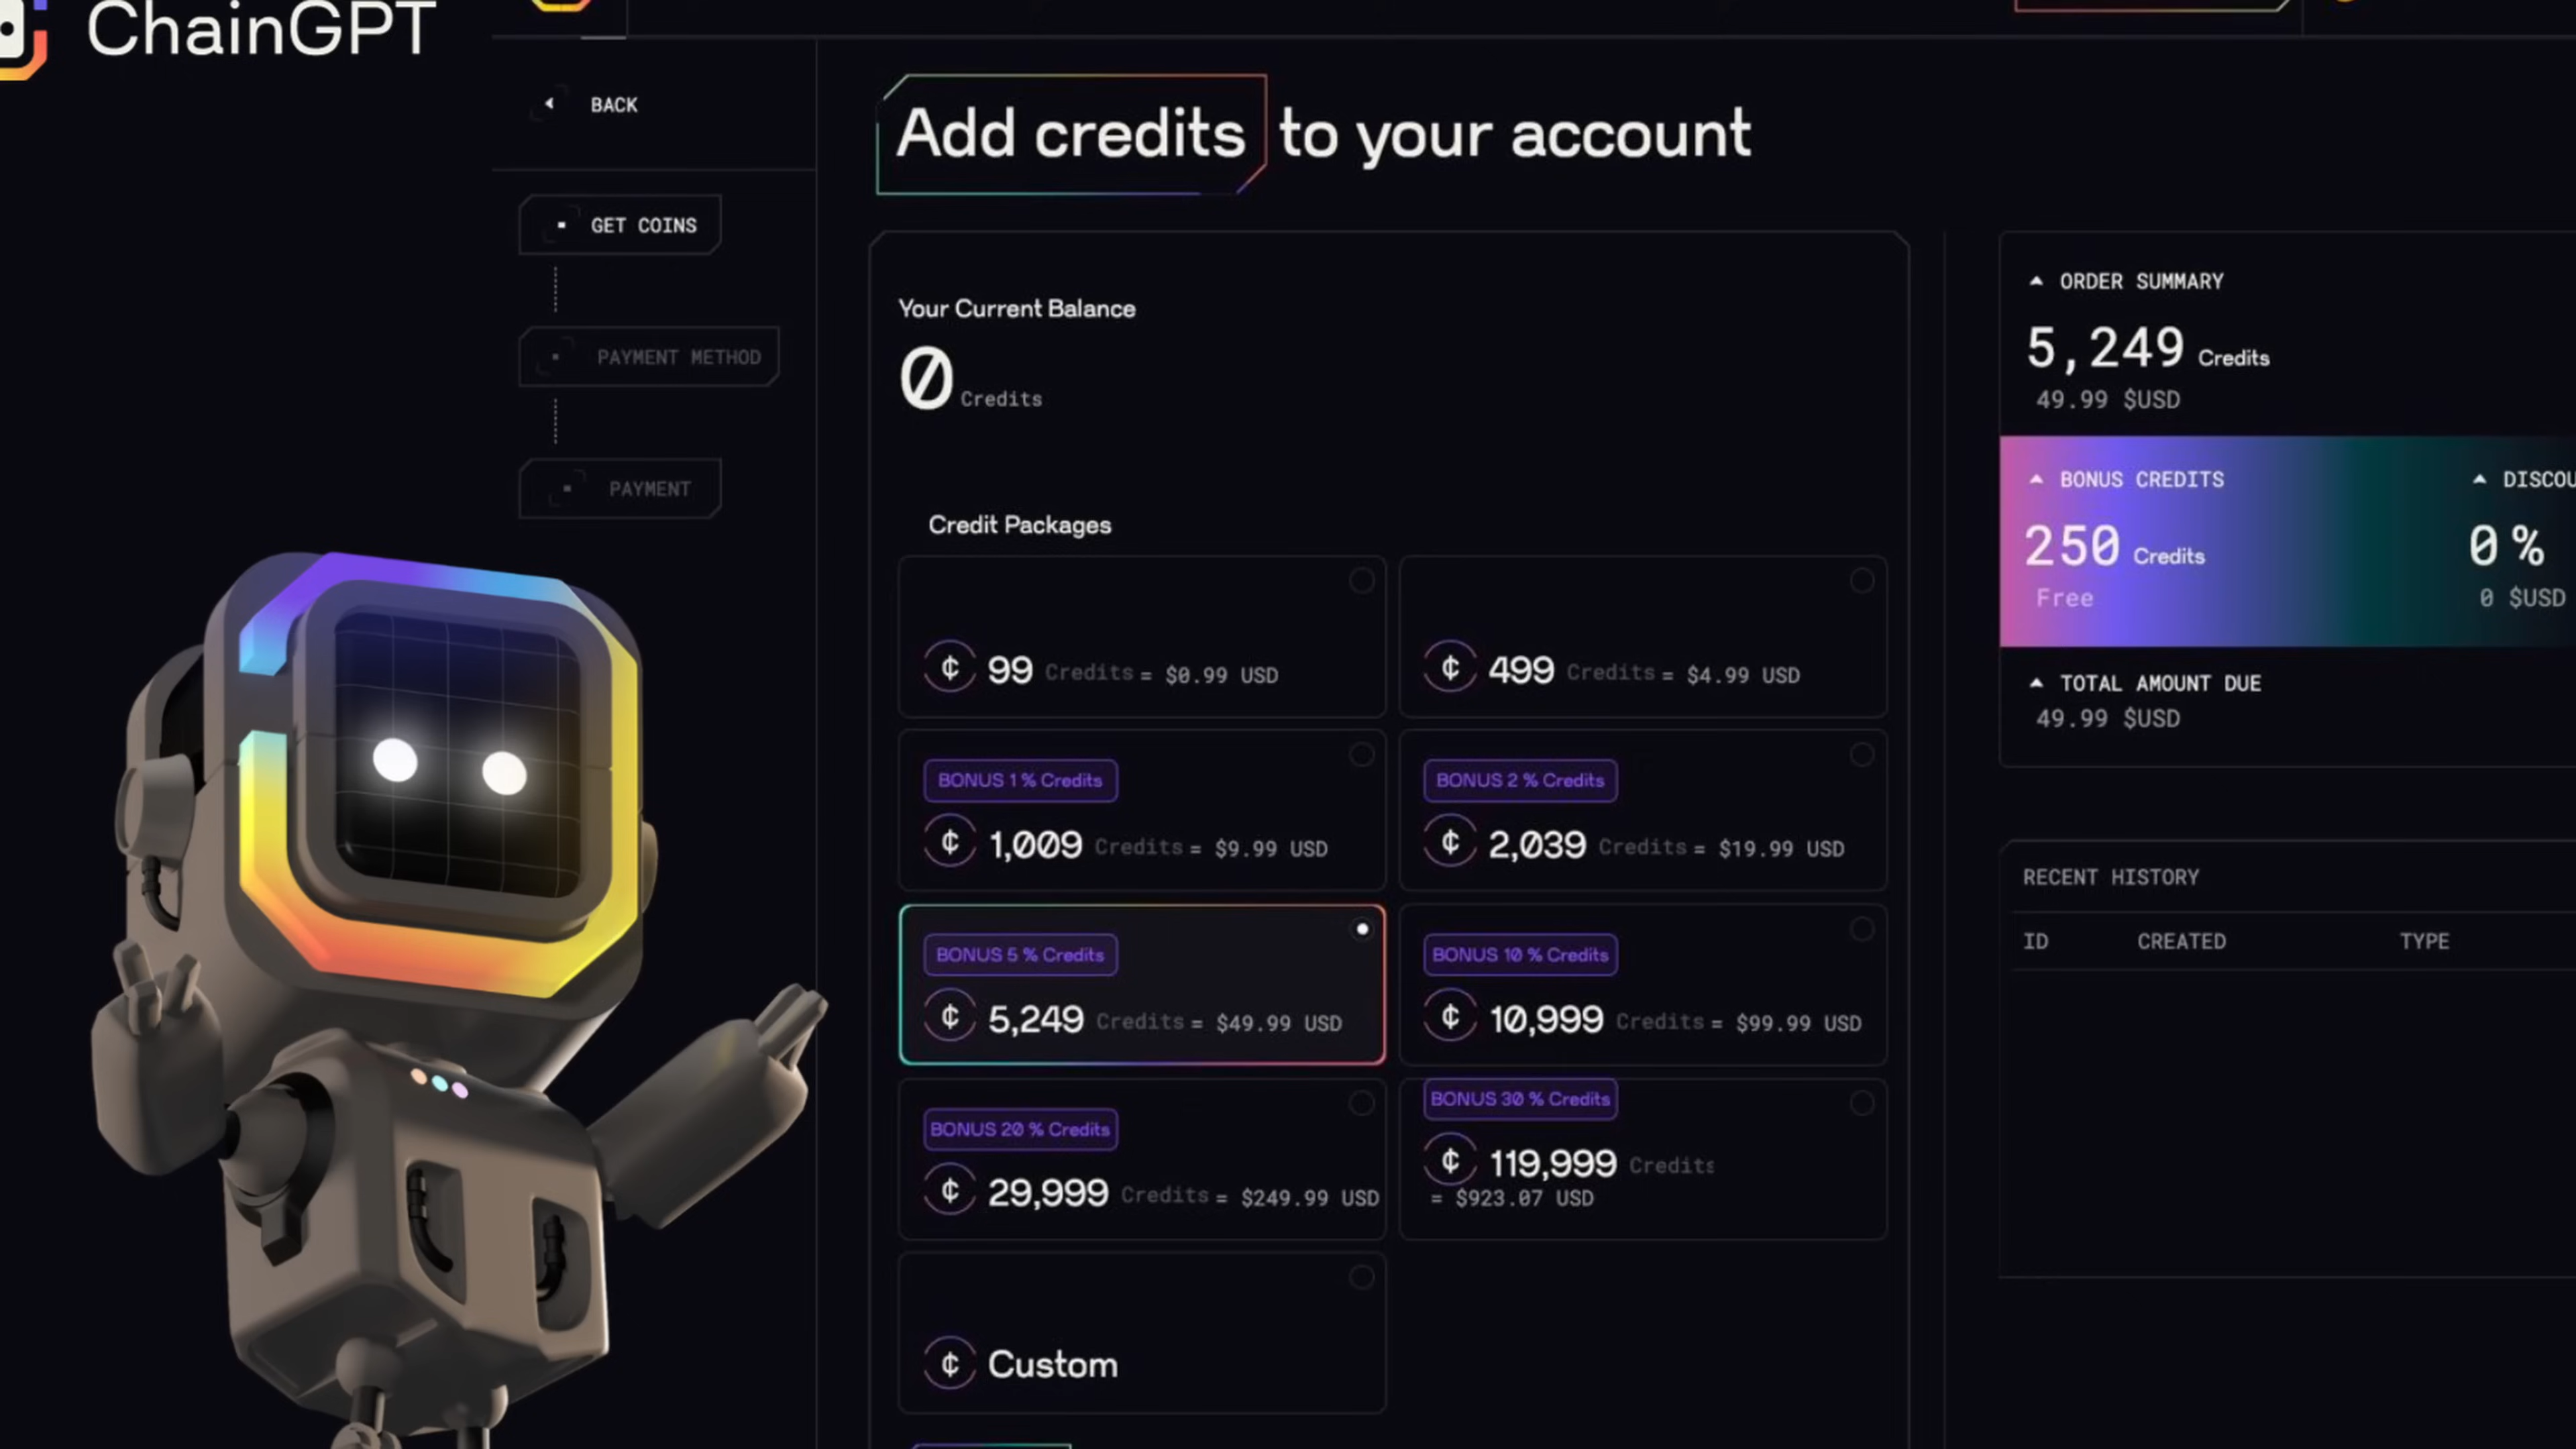 ChainGPT
BACK
GET COINS
PAYMENT METHOD
PAYMENT
Add credits to your account
Your Current Balance
0 Credits
Credit Packages
¢ 99 Credits = $0.99 USD
¢ 499 Credits = $4.99 USD
BONUS 1 % Credits
¢ 1,009 Credits = $9.99 USD
BONUS 2 % Credits
¢ 2,039 Credits = $19.99 USD
BONUS 5 % Credits
¢ 5,249 Credits = $49.99 USD
BONUS 10 % Credits
¢ 10,999 Credits = $99.99 USD
BONUS 20 % Credits
¢ 29,999 Credits = $249.99 USD
BONUS 30 % Credits
¢ 119,999 Credits
= $923.07 USD
¢ Custom
ORDER SUMMARY
5,249 Credits
49.99 $USD
BONUS CREDITS
250 Credits
Free
DISCOU
0 %
0 $USD
TOTAL AMOUNT DUE
49.99 $USD
RECENT HISTORY
ID CREATED TYPE